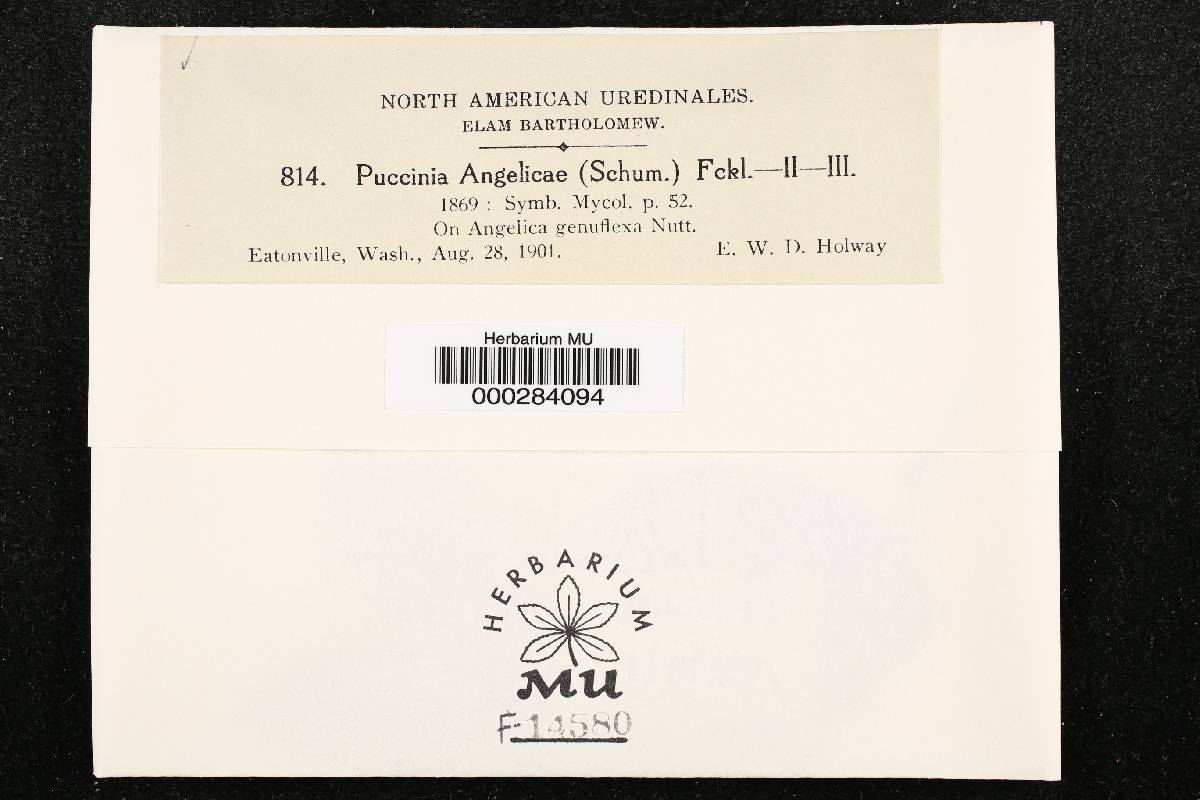 NORTH AMERICAN UREDINALES.
ELAM BARTHOLOMEW.
814. Puccinia Angelicae (Schum.) Fckl.—II—III.
1869 : Symb. Mycol. p. 52.
On Angelica genuflexa Nutt.
Eatonville, Wash., Aug. 28, 1901. E. W. D. Holway
Herbarium MU
000284094
HERBARIUM
MU
F-14580